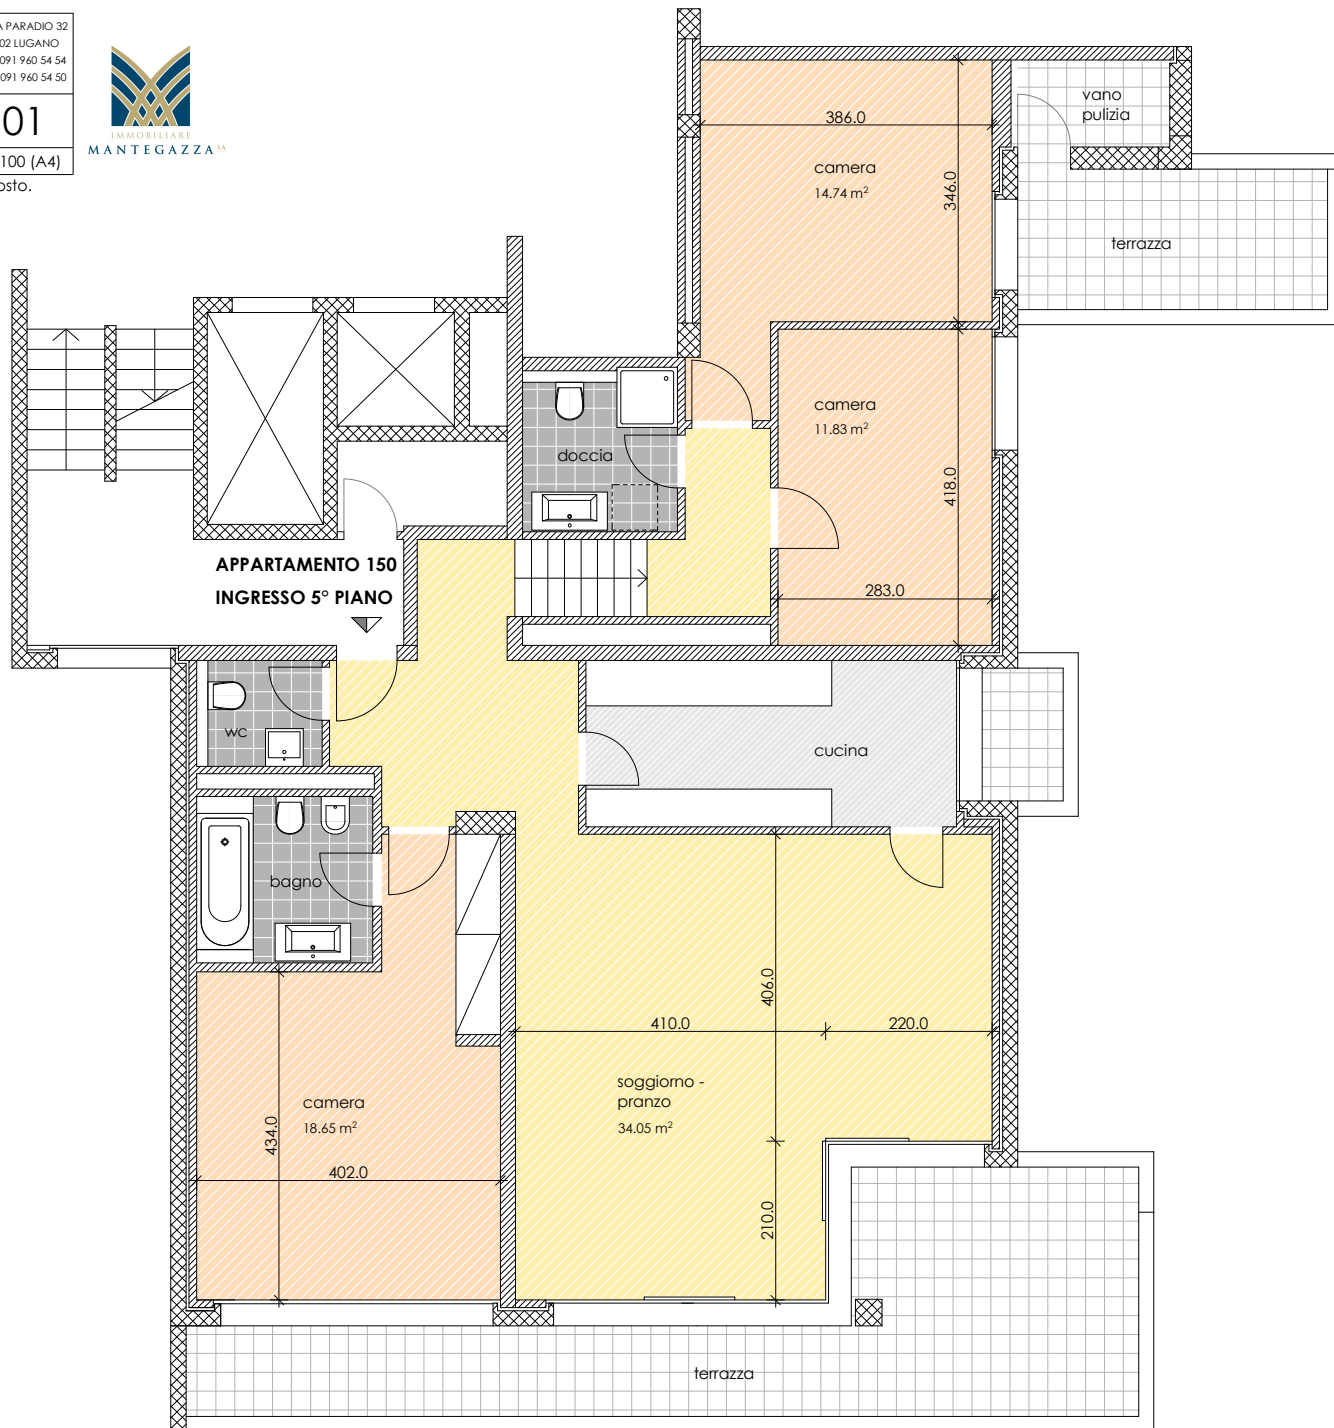 A PARADIO 32
02 LUGANO
091 960 54 54
091 960 54 50
01
100 (A4)
osto.
IMMOBILIARE
MANTEGAZZA SA
386.0
camera
14.74 m²
346.0
vano
pulizia
terrazza
camera
11.83 m²
418.0
283.0
doccia
APPARTAMENTO 150
INGRESSO 5° PIANO
wc
cucina
bagno
406.0
410.0
220.0
soggiorno -
pranzo
34.05 m²
camera
18.65 m²
434.0
402.0
210.0
terrazza